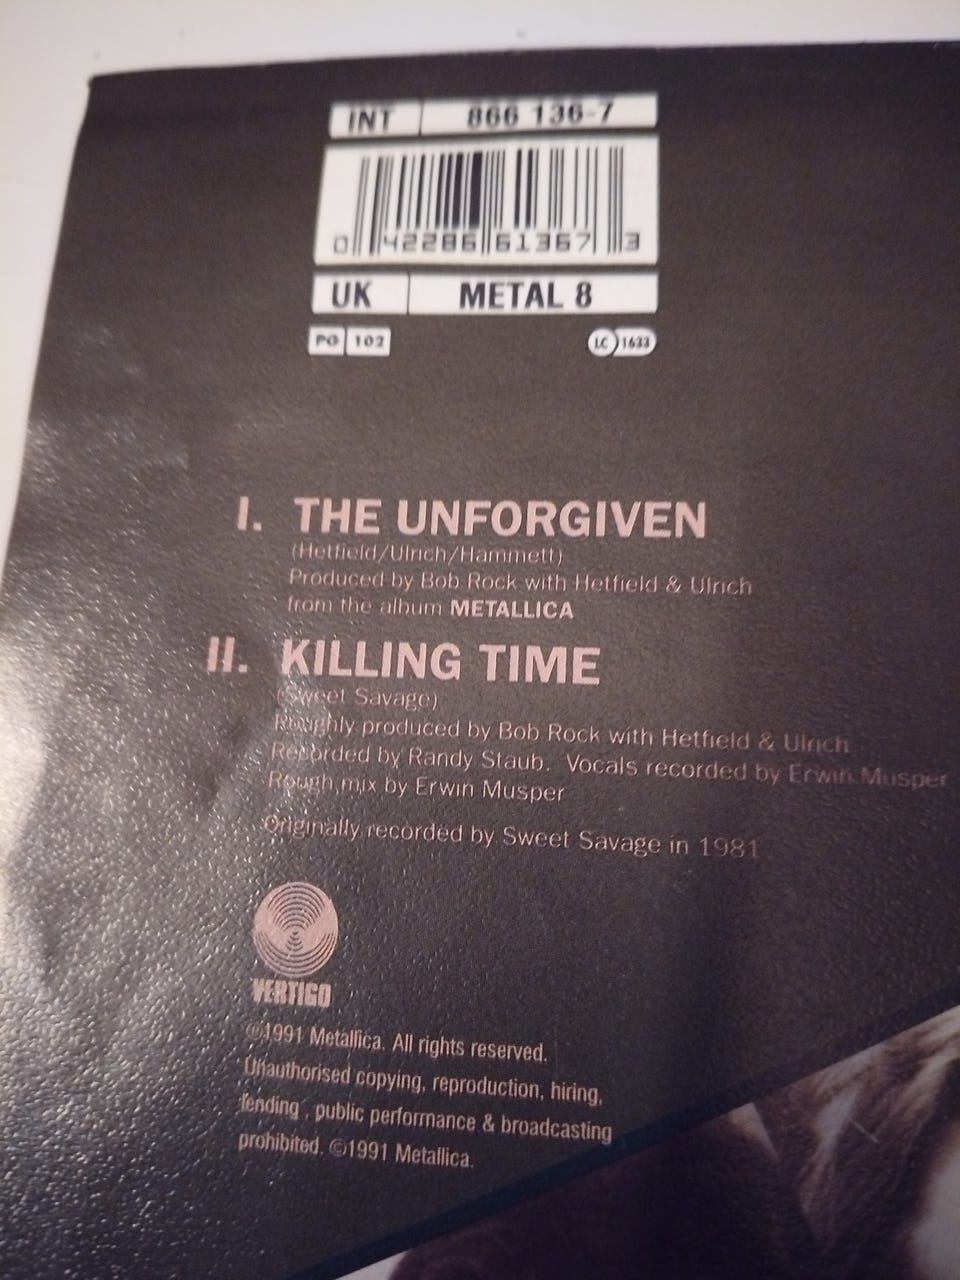 INT 866 136-7
0 42286 61367 3
UK METAL 8
PG 102
LC 1633
I. THE UNFORGIVEN
(Hetfield/Ulrich/Hammett)
Produced by Bob Rock with Hetfield & Ulrich
from the album METALLICA
II. KILLING TIME
(Sweet Savage)
Roughly produced by Bob Rock with Hetfield & Ulrich
Recorded by Randy Staub. Vocals recorded by Erwin Musper
Rough mix by Erwin Musper
Originally recorded by Sweet Savage in 1981
VERTIGO
℗1991 Metallica. All rights reserved.
Unauthorised copying, reproduction, hiring,
lending , public performance & broadcasting
prohibited. ©1991 Metallica.